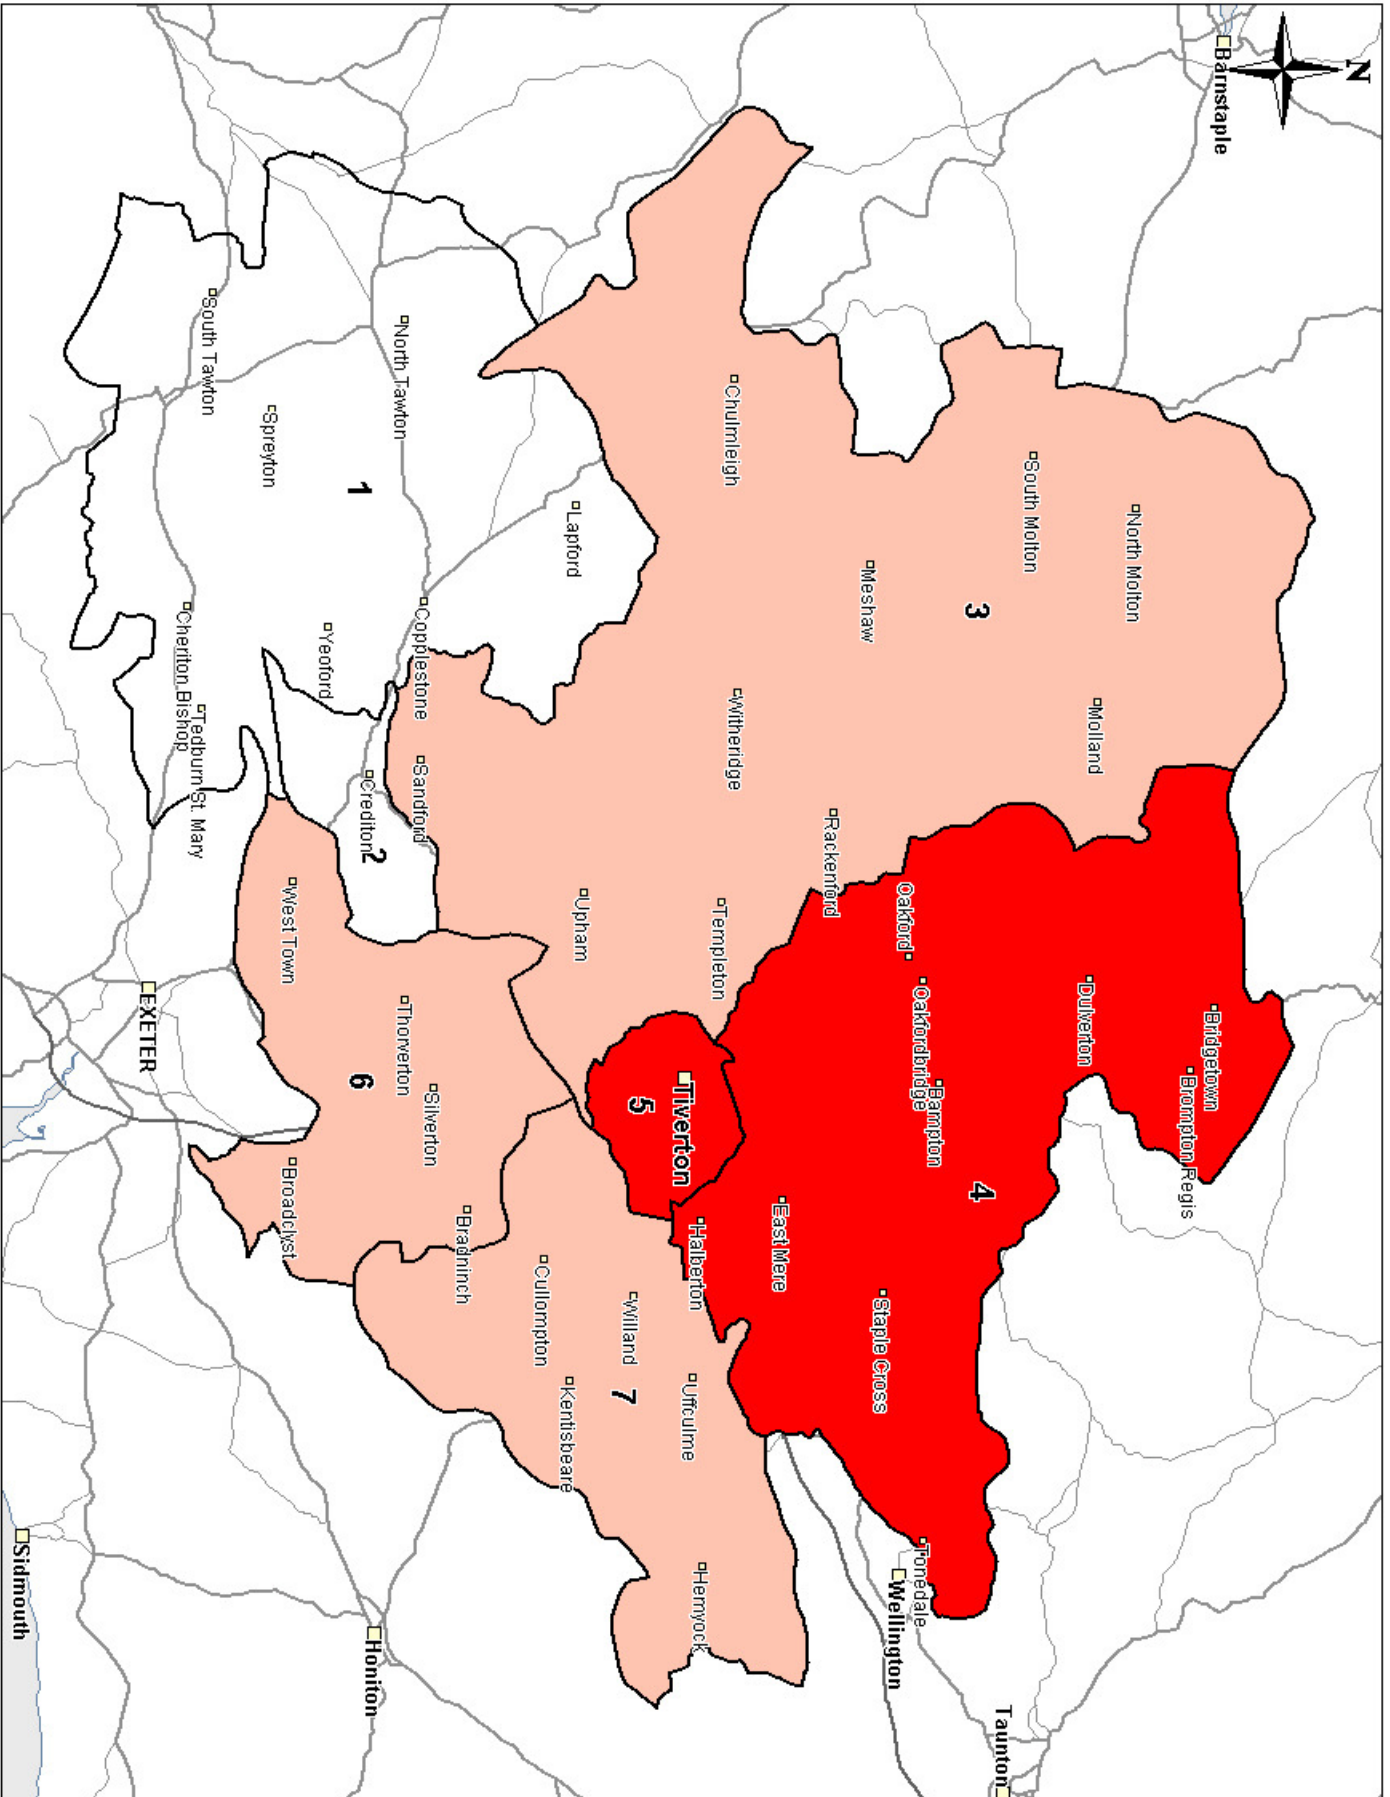 N
Barnstaple
Bridgetown
Brompton Regis
North Molton
Molland
Dulverton
South Molton
3
4
Taunton
Oakford
Oakfordbridge
Bampton
Tonedale
Wellington
Meshaw
Rackenford
Staple Cross
East Mere
Chulmleigh
Witheridge
Templeton
Halberton
Hemyock
Tiverton
Uffculme
5
Willand
7
Lapford
Upham
Cullompton
Kentisbeare
Bradninch
North Tawton
Copplestone
Sandford
Silverton
Thorverton
Crediton
2
1
6
Honiton
Yeoford
West Town
Broadclyst
Spreyton
South Tawton
Tedburn St. Mary
Cheriton Bishop
EXETER
Sidmouth